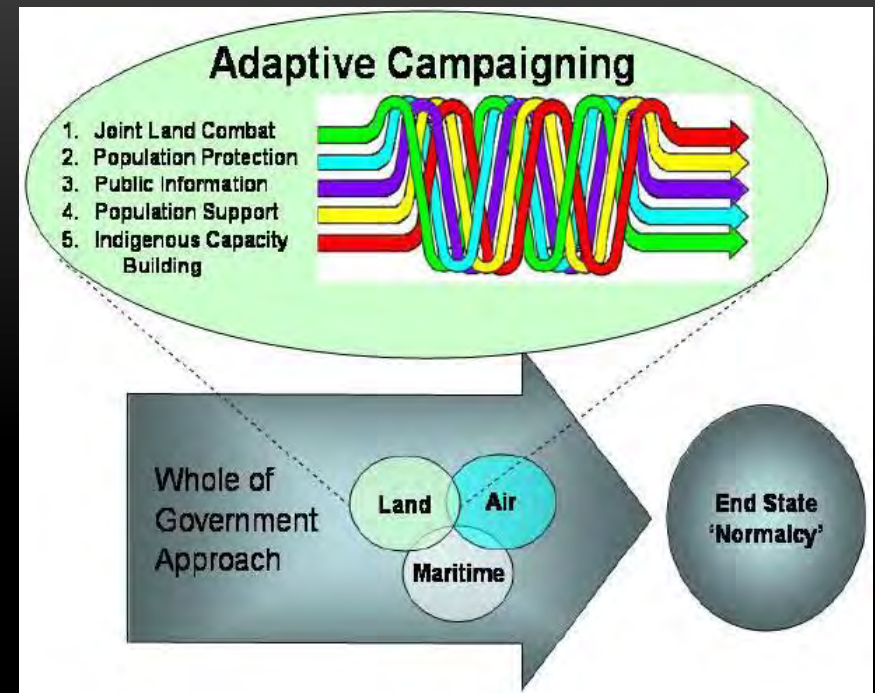 Adaptive Campaigning
1. Joint Land Combat
2. Population Protection
3. Public Information
4. Population Support
5. Indigenous Capacity
Building
Whole of
Government
Approach
Land
Air
Maritime
End State
'Normalcy'